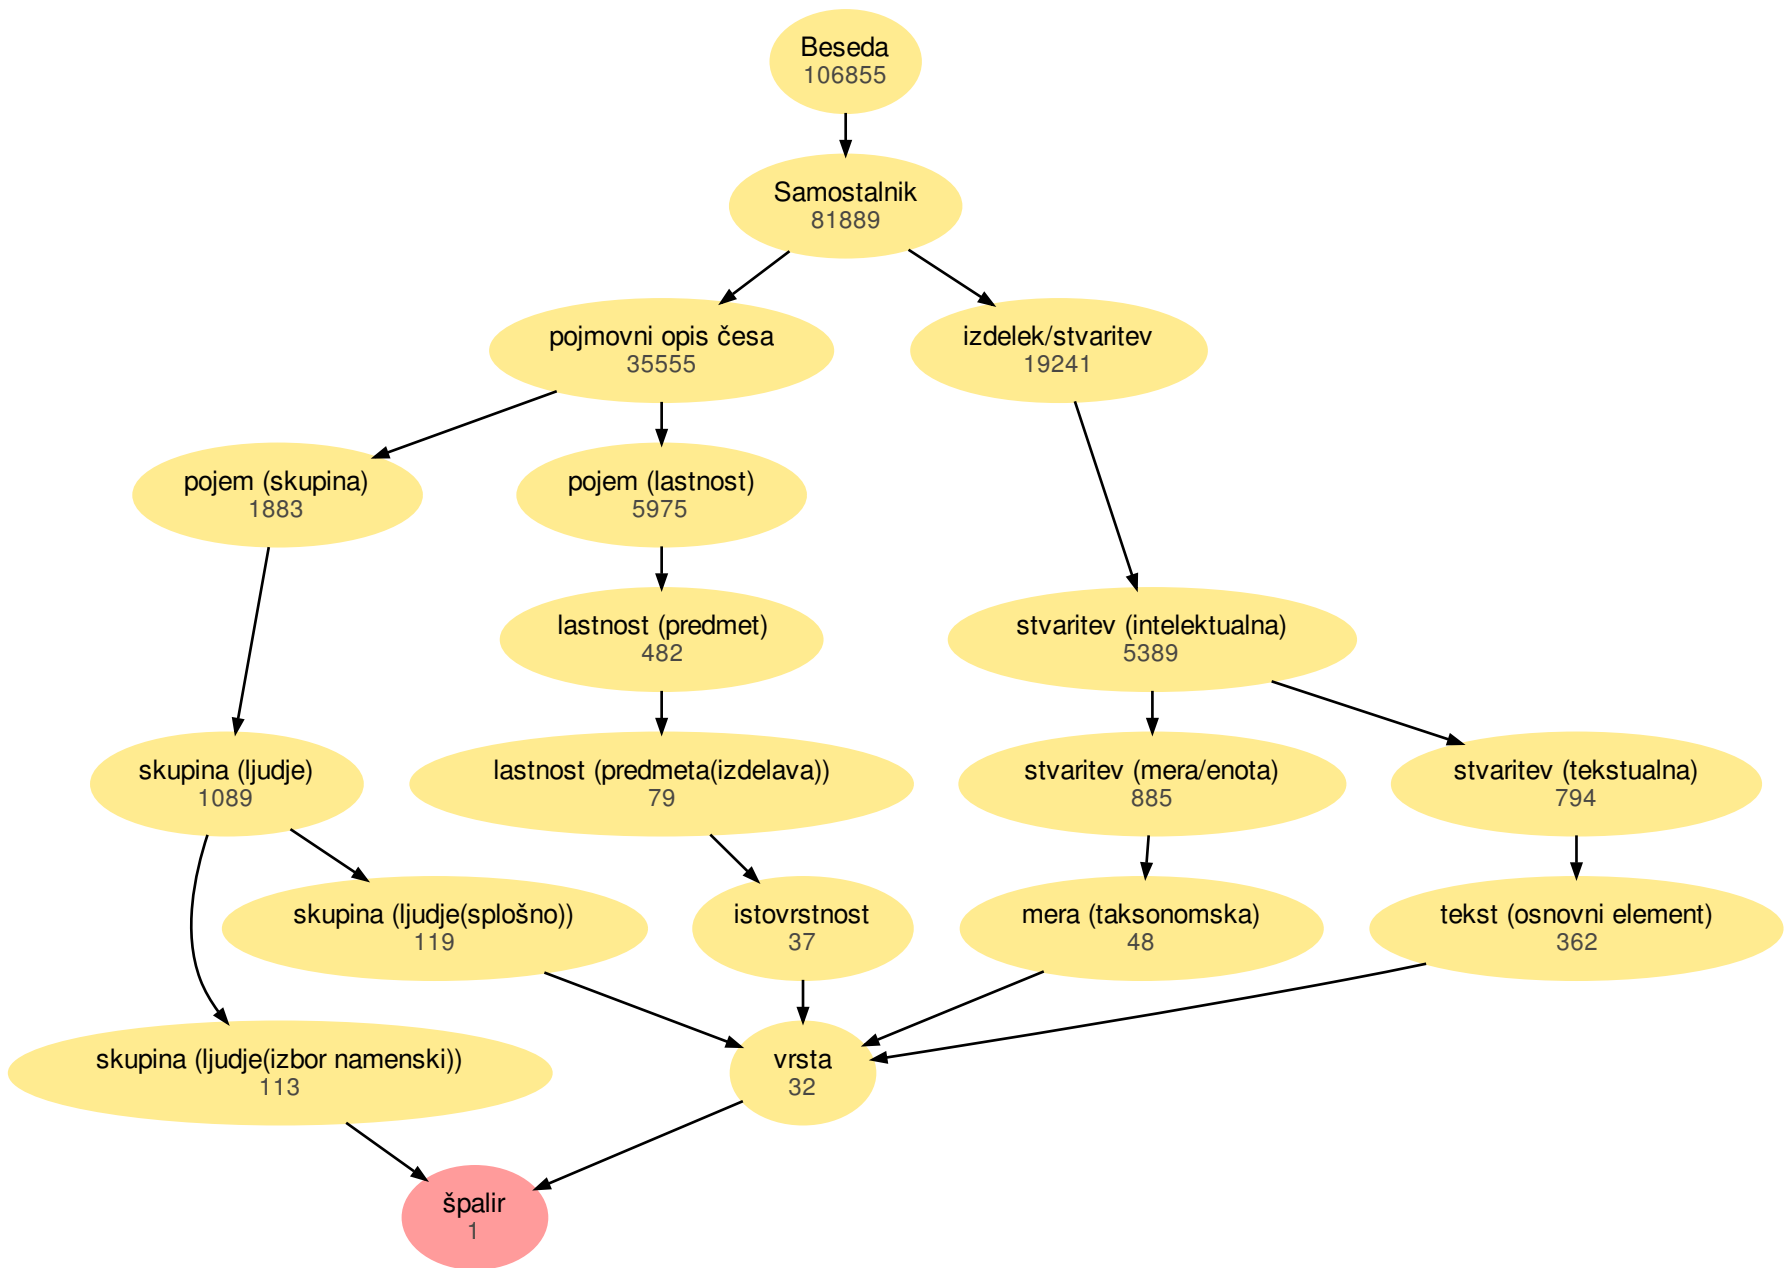 Beseda
106855
Samostalnik
81889
pojmovni opis česa
35555
izdelek/stvaritev
19241
pojem (skupina)
1883
pojem (lastnost)
5975
lastnost (predmet)
482
stvaritev (intelektualna)
5389
skupina (ljudje)
1089
lastnost (predmeta(izdelava))
79
stvaritev (mera/enota)
885
stvaritev (tekstualna)
794
skupina (ljudje(splošno))
119
istovrstnost
37
mera (taksonomska)
48
tekst (osnovni element)
362
skupina (ljudje(izbor namenski))
113
vrsta
32
špalir
1